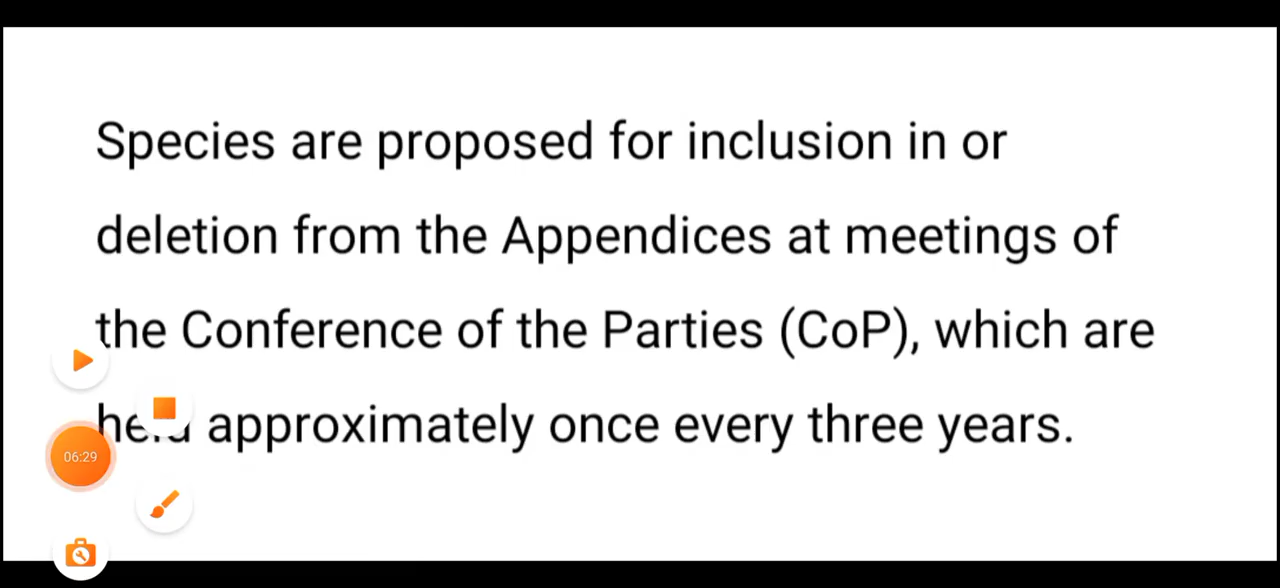 Species are proposed for inclusion in or
deletion from the Appendices at meetings of
the Conference of the Parties (CoP), which are
held approximately once every three years.
06:29